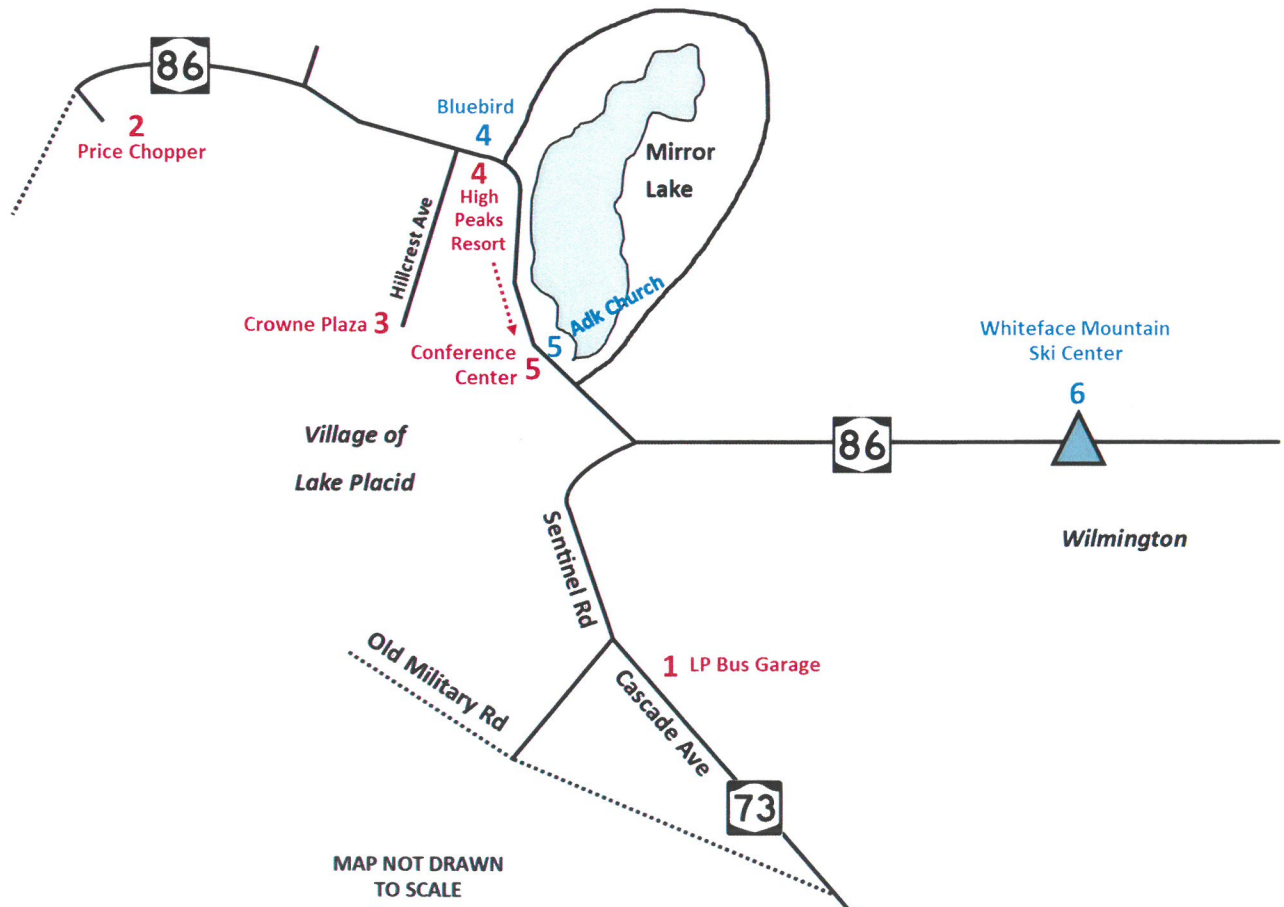 86
Bluebird
4
2
Price Chopper
4
High
Peaks
Resort
Mirror
Lake
Hillcrest Ave
Crowne Plaza 3
Adk Church
5
Conference
Center 5
Whiteface Mountain
Ski Center
6
Village of
Lake Placid
86
Wilmington
Sentinel Rd
Old Military Rd
1 LP Bus Garage
Cascade Ave
73
MAP NOT DRAWN
TO SCALE